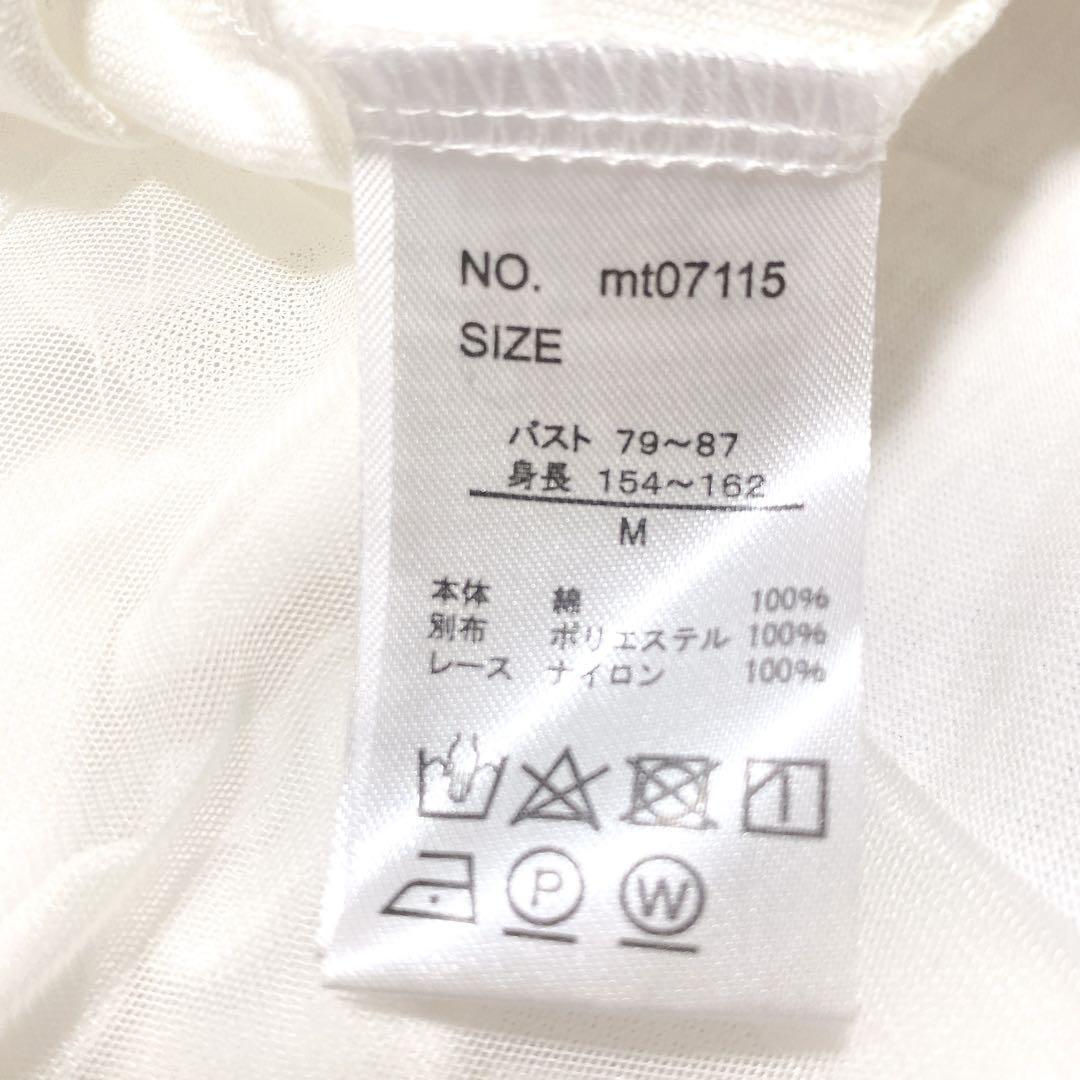 NO. mt07115
SIZE
バスト 79～87
身長 154～162
M
本体 綿 100%
別布 ポリエステル 100%
レース ナイロン 100%
P W